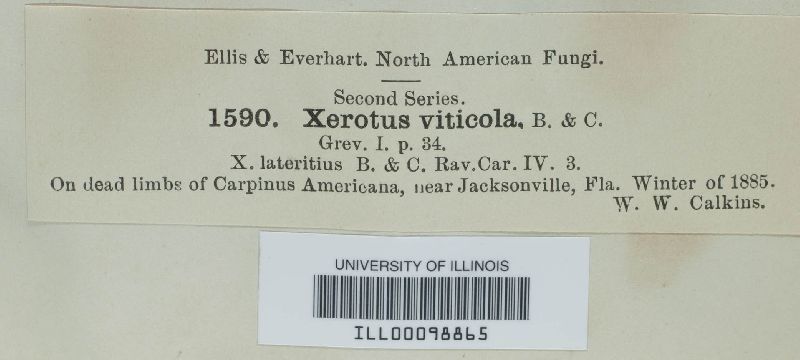 Ellis & Everhart. North American Fungi.
Second Series.
1590. Xerotus viticola, B. & C.
Grev. I. p. 34.
X. lateritius B. & C. Rav. Car. IV. 3.
On dead limbs of Carpinus Americana, near Jacksonville, Fla. Winter of 1885.
W. W. Calkins.
UNIVERSITY OF ILLINOIS
ILL00098865